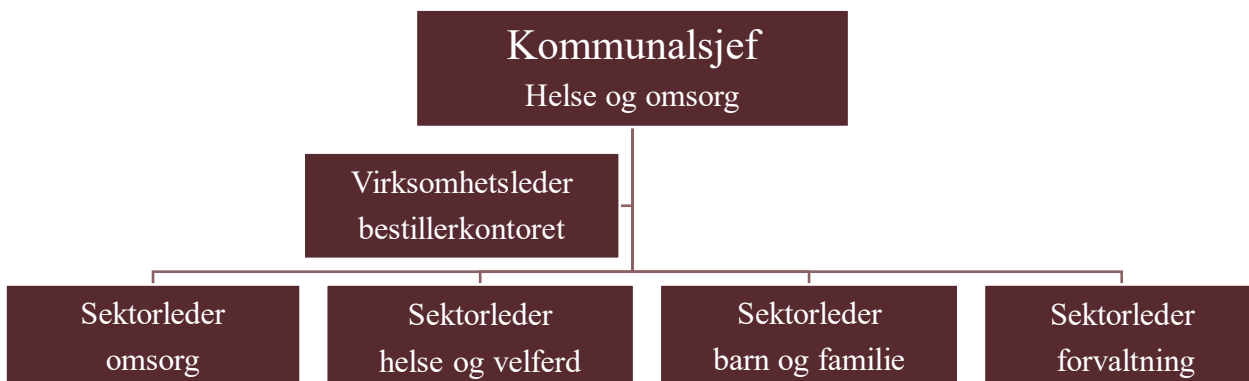 Kommunalsjef
Helse og omsorg
Virksomhetsleder
bestillerkontoret
Sektorleder
omsorg
Sektorleder
helse og velferd
Sektorleder
barn og familie
Sektorleder
forvaltning